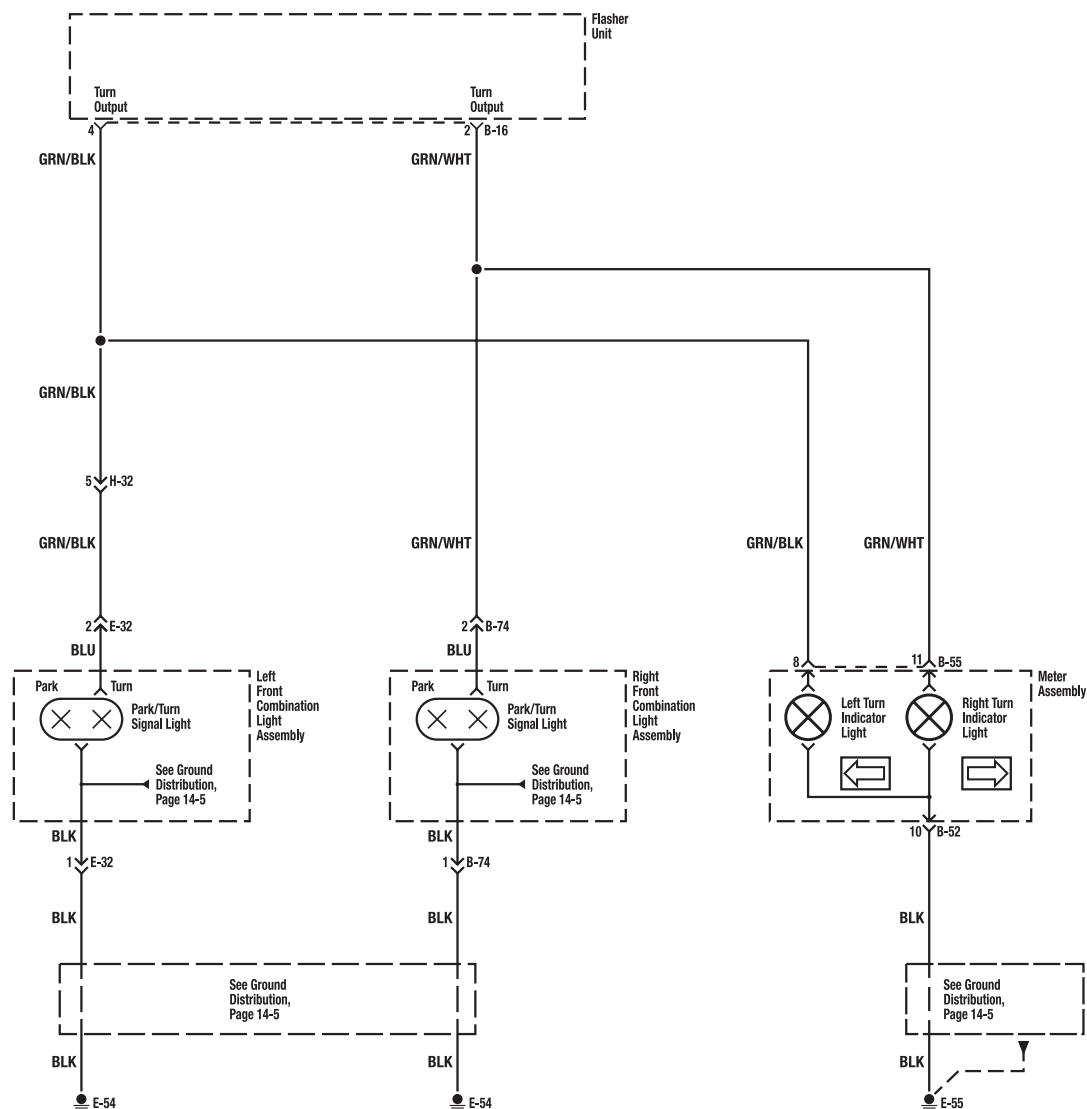 Flasher
Unit
Turn
Output
Turn
Output
4
2
B-16
GRN/BLK
GRN/WHT
GRN/BLK
5
H-32
GRN/BLK
GRN/WHT
GRN/BLK
GRN/WHT
2
E-32
2
B-74
BLU
BLU
8
11
B-55
Park
Turn
Park/Turn
Signal Light
Left
Front
Combination
Light
Assembly
Park
Turn
Park/Turn
Signal Light
Right
Front
Combination
Light
Assembly
Left Turn
Indicator
Light
Right Turn
Indicator
Light
Meter
Assembly
See Ground
Distribution,
Page 14-5
See Ground
Distribution,
Page 14-5
BLK
BLK
10
B-52
1
E-32
1
B-74
BLK
BLK
BLK
See Ground
Distribution,
Page 14-5
See Ground
Distribution,
Page 14-5
BLK
BLK
BLK
E-54
E-54
E-55